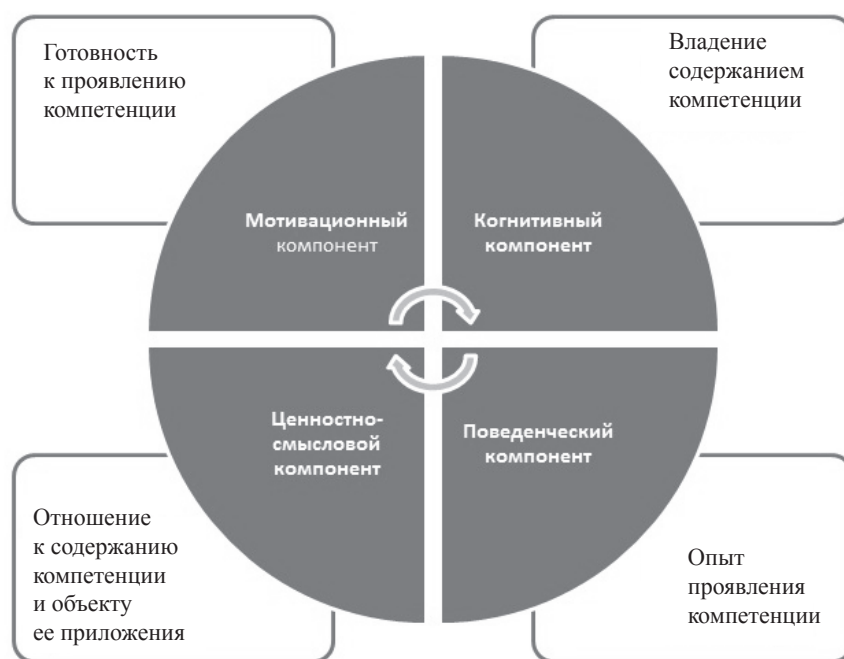 Готовность
к проявлению
компетенции
Владение
содержанием
компетенции
Мотивационный
компонент
Когнитивный
компонент
Ценностно-
смысловой
компонент
Поведенческий
компонент
Отношение
к содержанию
компетенции
и объекту
ее приложения
Опыт
проявления
компетенции